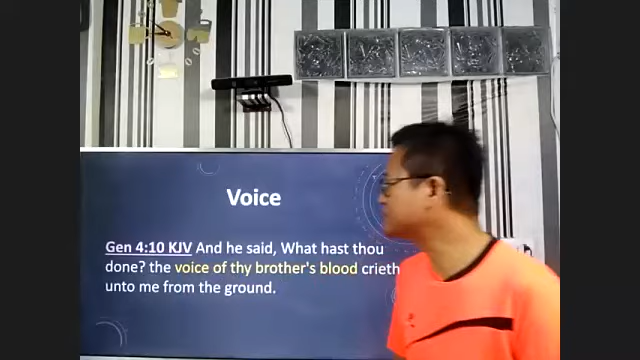 Voice
Gen 4:10 KJV And he said, What hast thou
done? the voice of thy brother's blood crieth
unto me from the ground.